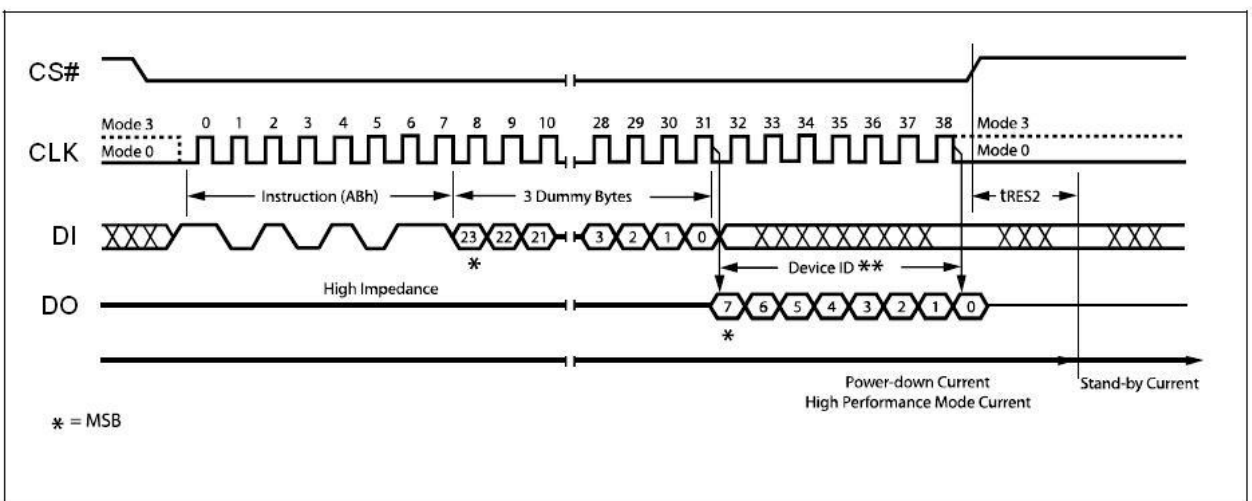 CS#
Mode 3 0 1 2 3 4 5 6 7 8 9 10 28 29 30 31 32 33 34 35 36 37 38 Mode 3
CLK
Mode 0 Mode 0
Instruction (ABh) 3 Dummy Bytes tRES2
DI 23 22 21 3 2 1 0
* Device ID **
High Impedance
DO 7 6 5 4 3 2 1 0
*
Power-down Current Stand-by Current
High Performance Mode Current
* = MSB